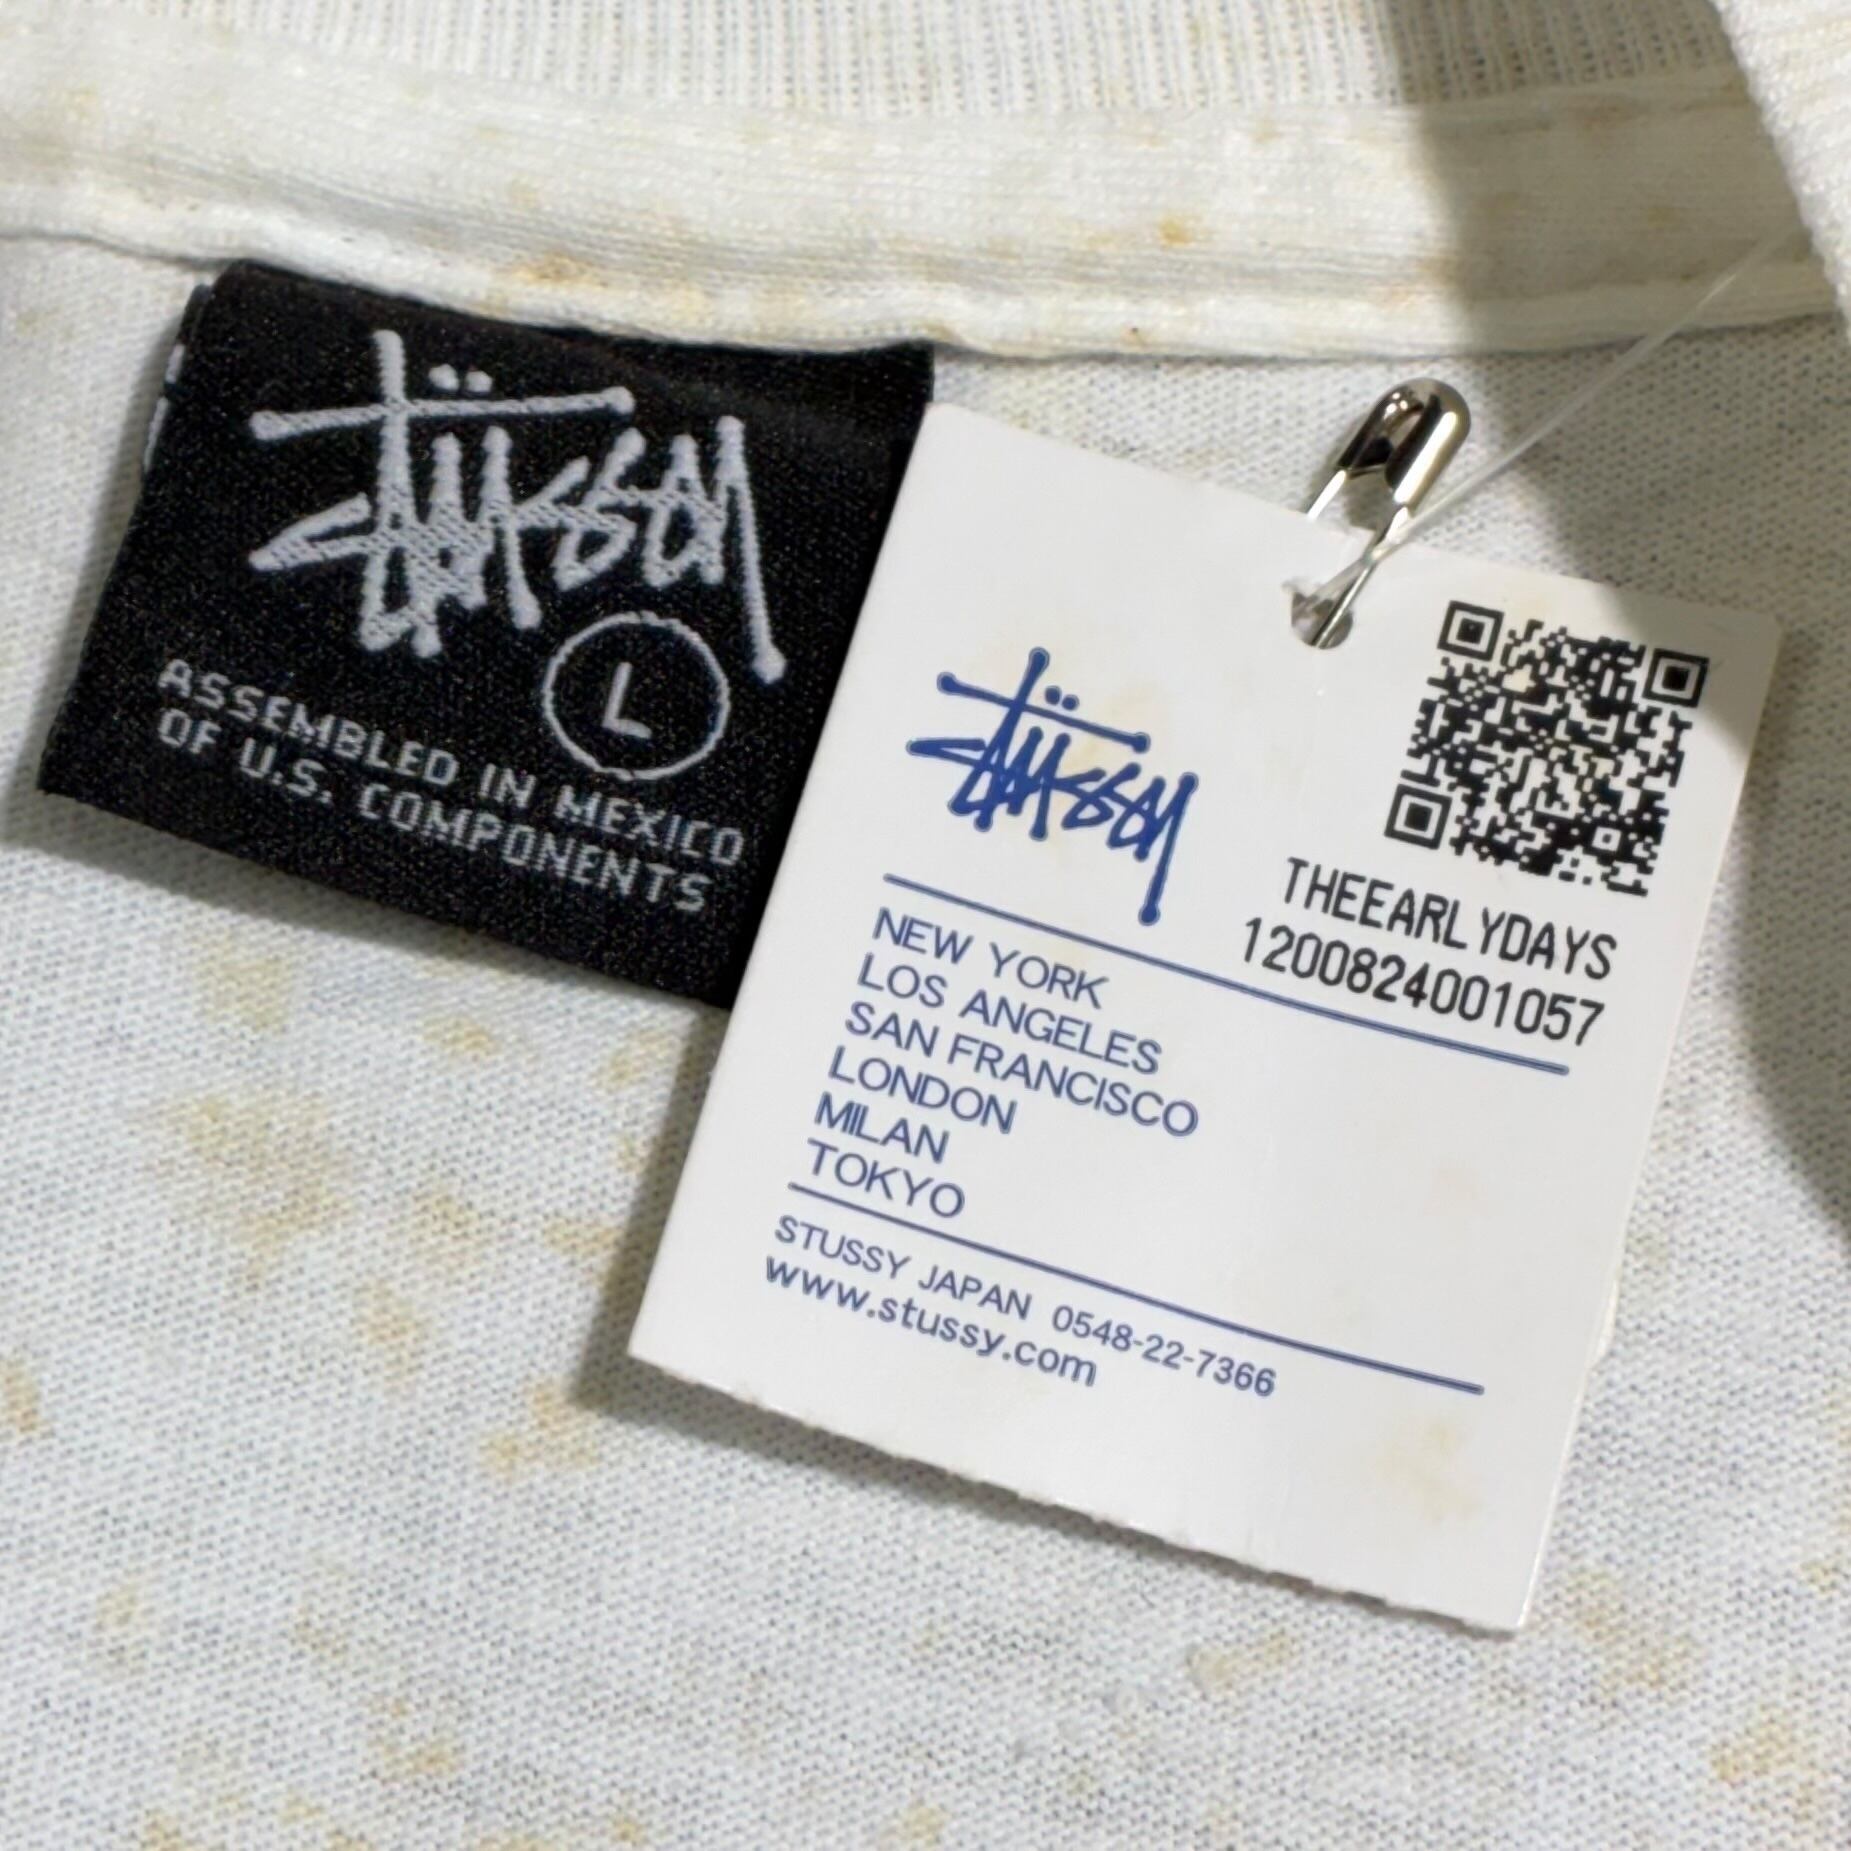 Stüssy
L
ASSEMBLED IN MEXICO
OF U.S. COMPONENTS
Stüssy
THEEARLYDAYS
1200824001057
NEW YORK
LOS ANGELES
SAN FRANCISCO
LONDON
MILAN
TOKYO
STUSSY JAPAN 0548-22-7366
www.stussy.com